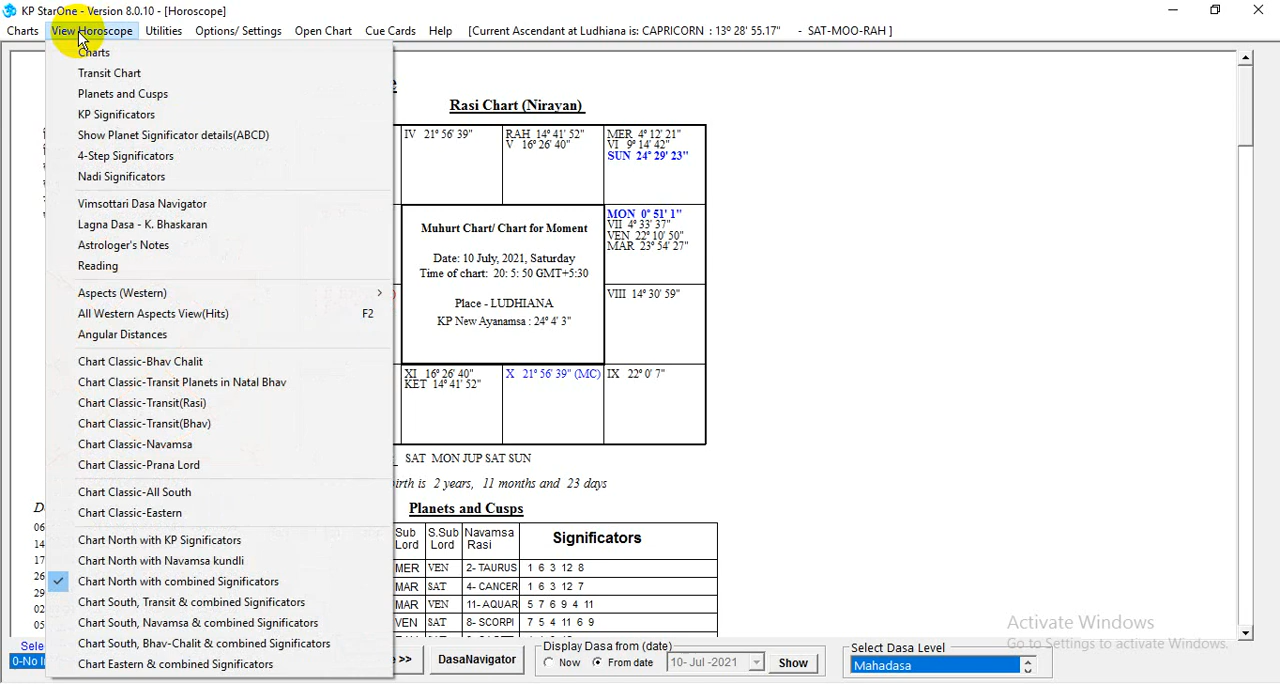 KP StarOne - Version 8.0.10 - [Horoscope]
Charts View Horoscope Utilities Options/ Settings Open Chart Cue Cards Help [Current Ascendant at Ludhiana is: CAPRICORN : 13° 28' 55.17" - SAT-MOO-RAH ]
Charts
Transit Chart
Planets and Cusps
KP Significators
Show Planet Significator details(ABCD)
4-Step Significators
Nadi Significators
Vimsottari Dasa Navigator
Lagna Dasa - K. Bhaskaran
Astrologer's Notes
Reading
Aspects (Western)
All Western Aspects View(Hits) F2
Angular Distances
Chart Classic-Bhav Chalit
Chart Classic-Transit Planets in Natal Bhav
Chart Classic-Transit(Rasi)
Chart Classic-Transit(Bhav)
Chart Classic-Navamsa
Chart Classic-Prana Lord
Chart Classic-All South
Chart Classic-Eastern
Chart North with KP Significators
Chart North with Navamsa kundli
Chart North with combined Significators
Chart South, Transit & combined Significators
Chart South, Navamsa & combined Significators
Chart South, Bhav-Chalit & combined Significators
Chart Eastern & combined Significators
Rasi Chart (Nirayan)
IV 21° 56' 39"
RAH 14° 41' 52"
V 16° 26' 40"
MER 4° 12' 21"
VI 9° 14' 42"
SUN 24° 29' 23"
MON 0° 51' 1"
VII 4° 33' 37"
VEN 22° 10' 50"
MAR 23° 54' 27"
Muhurt Chart/ Chart for Moment
Date: 10 July, 2021, Saturday
Time of chart: 20: 5: 50 GMT+5:30
Place - LUDHIANA
KP New Ayanamsa : 24° 4' 3"
VIII 14° 30' 59"
XI 16° 26' 40"
KET 14° 41' 52"
X 21° 56' 39" (MC)
IX 22° 0' 7"
SAT MON JUP SAT SUN
birth is 2 years, 11 months and 23 days
Planets and Cusps
Sub Lord S.Sub Lord Navamsa Rasi Significators
MER VEN 2- TAURUS 1 6 3 12 8
MAR SAT 4- CANCER 1 6 3 12 7
MAR VEN 11- AQUAR 5 7 6 9 4 11
VEN SAT 8- SCORPI 7 5 4 11 6 9
06
14
17
26
26
29
02
05
>> DasaNavigator
Display Dasa from (date)
Now From date 10- Jul -2021 Show
Select Dasa Level
Mahadasa
Activate Windows
Go to Settings to activate Windows.